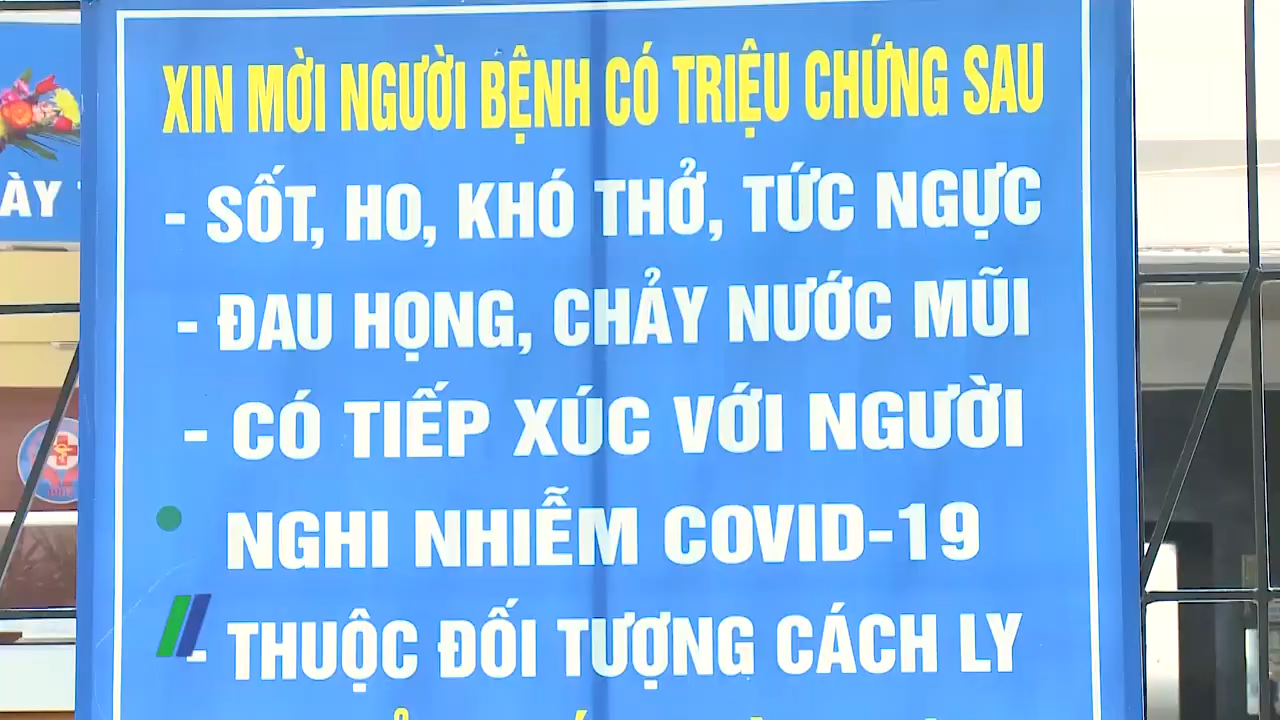 XIN MỜI NGƯỜI BỆNH CÓ TRIỆU CHỨNG SAU
- SỐT, HO, KHÓ THỞ, TỨC NGỰC
- ĐAU HỌNG, CHẢY NƯỚC MŨI
- CÓ TIẾP XÚC VỚI NGƯỜI
NGHI NHIỄM COVID-19
- THUỘC ĐỐI TƯỢNG CÁCH LY